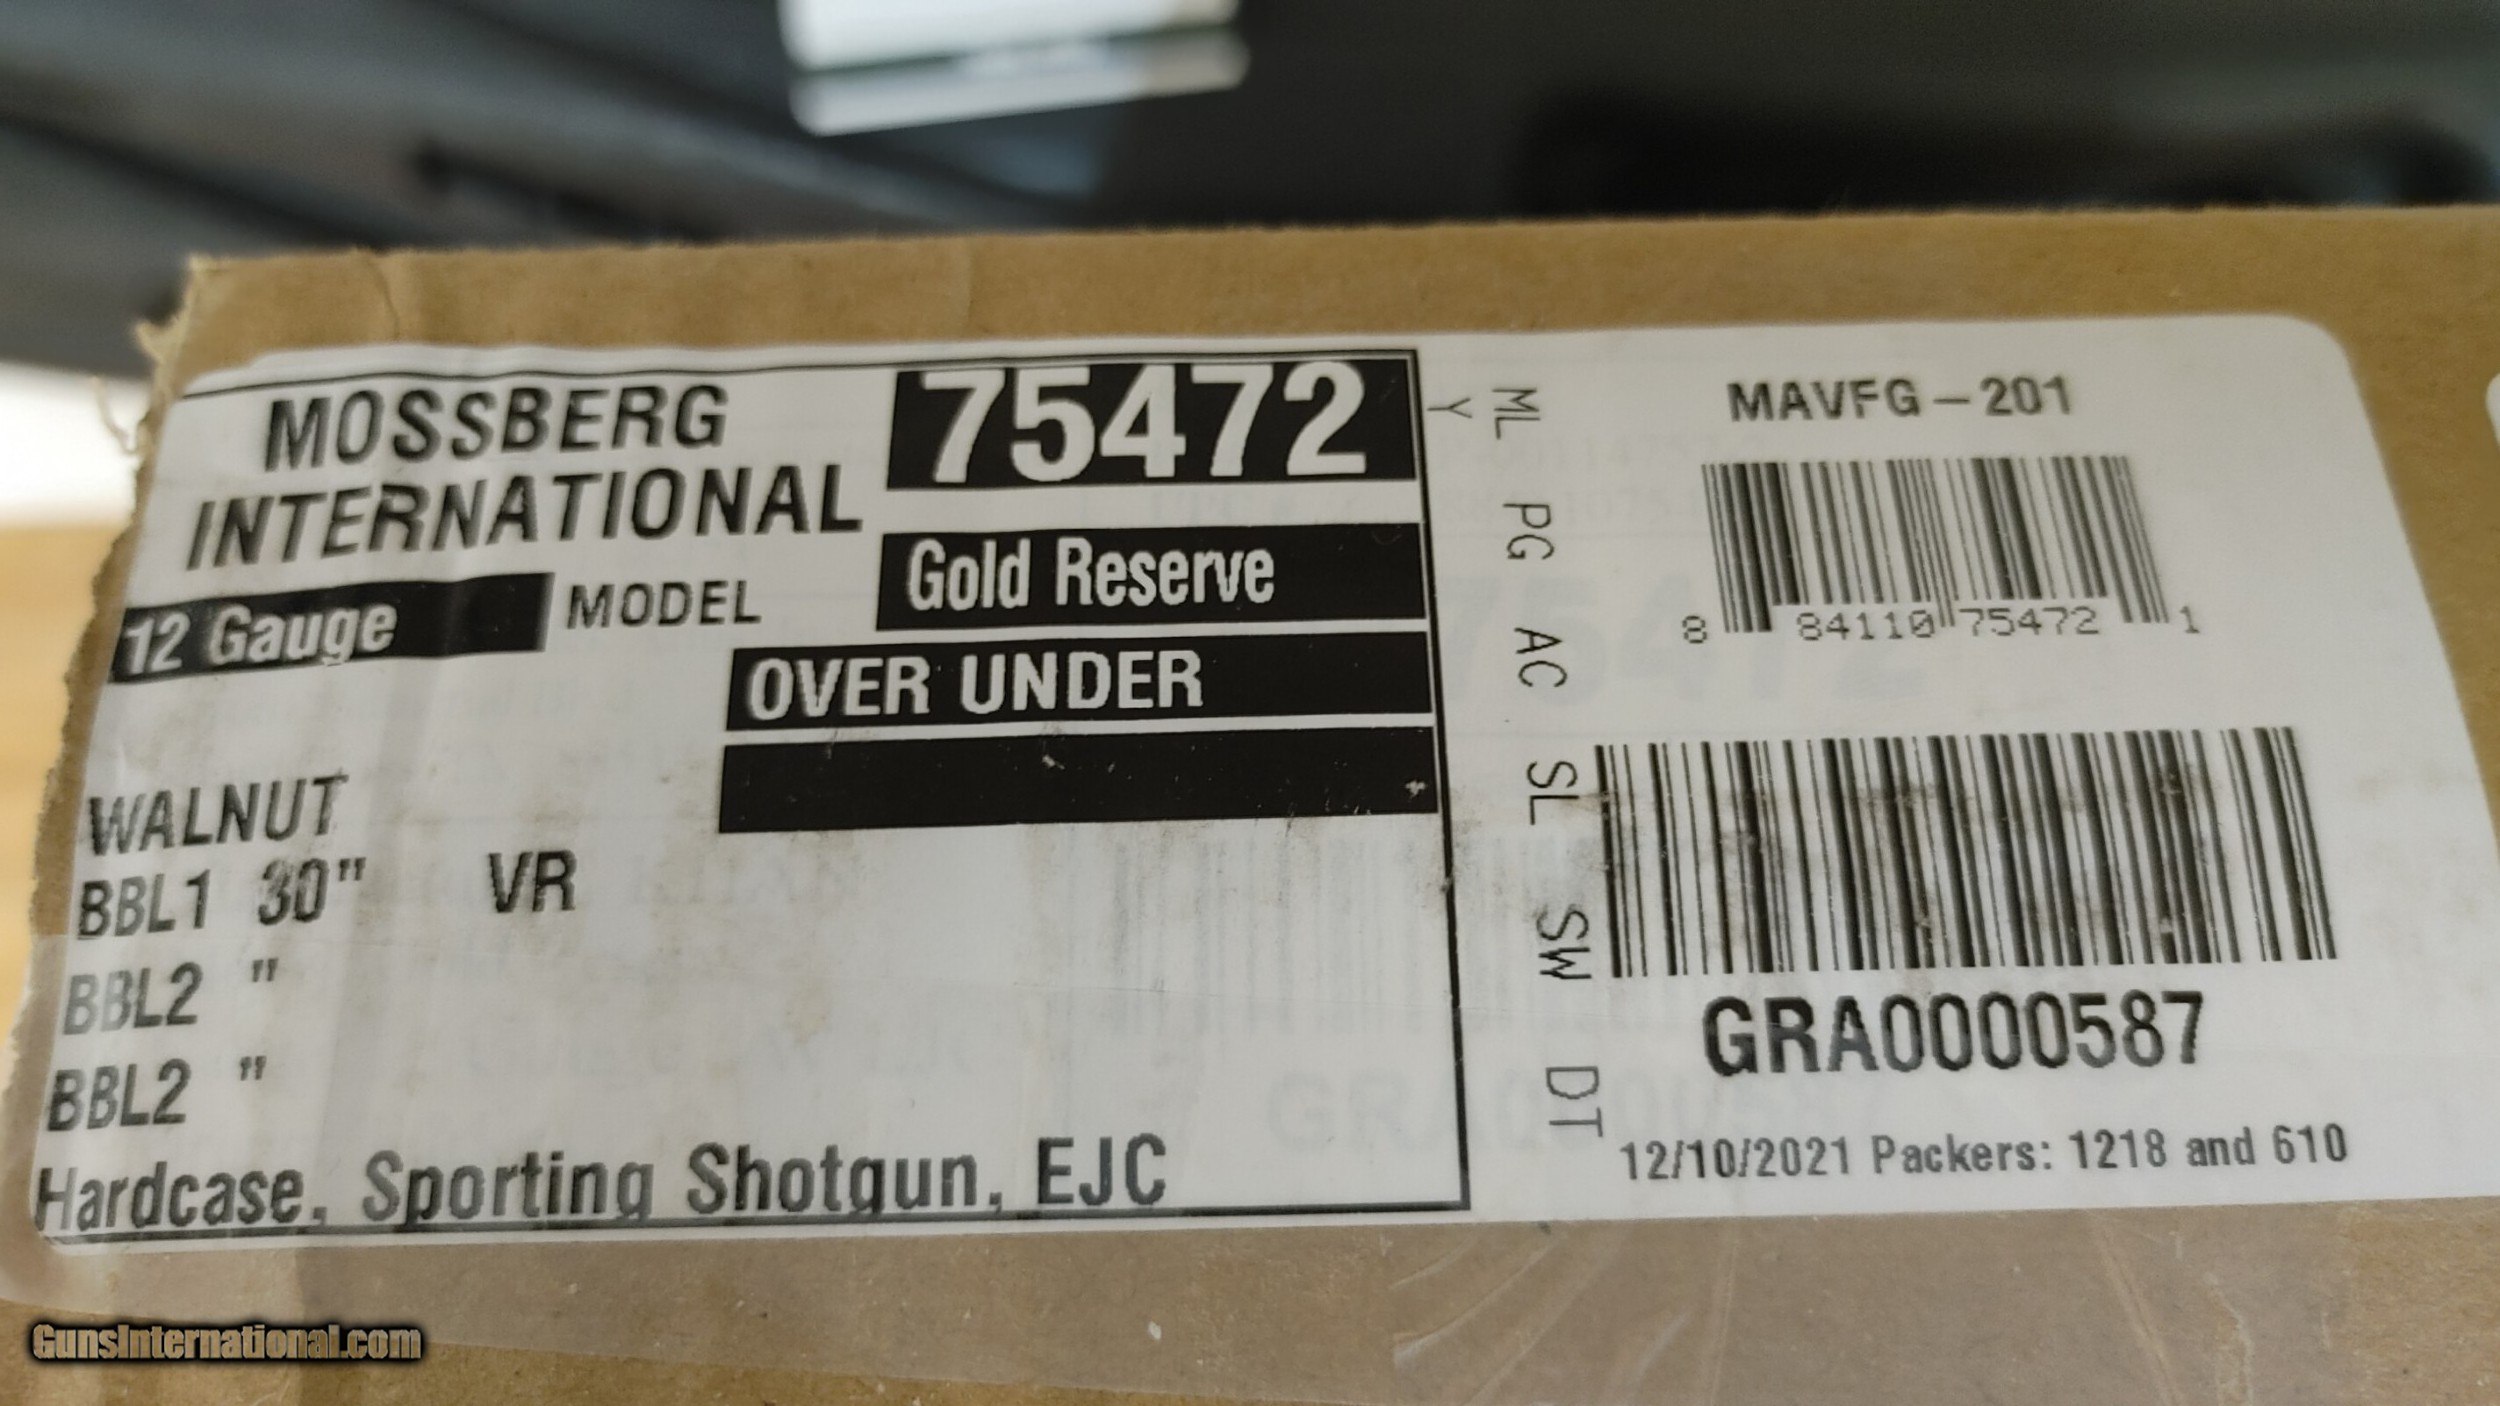 MOSSBERG
INTERNATIONAL
75472
12 Gauge
MODEL
Gold Reserve
OVER UNDER
WALNUT
BBL1 30" VR
BBL2 "
BBL2 "
Hardcase, Sporting Shotgun, EJC
Y
ML PG AC SL SW DT
MAVFG-201
8 84110 75472 1
GRA0000587
12/10/2021 Packers: 1218 and 610
GunsInternational.com